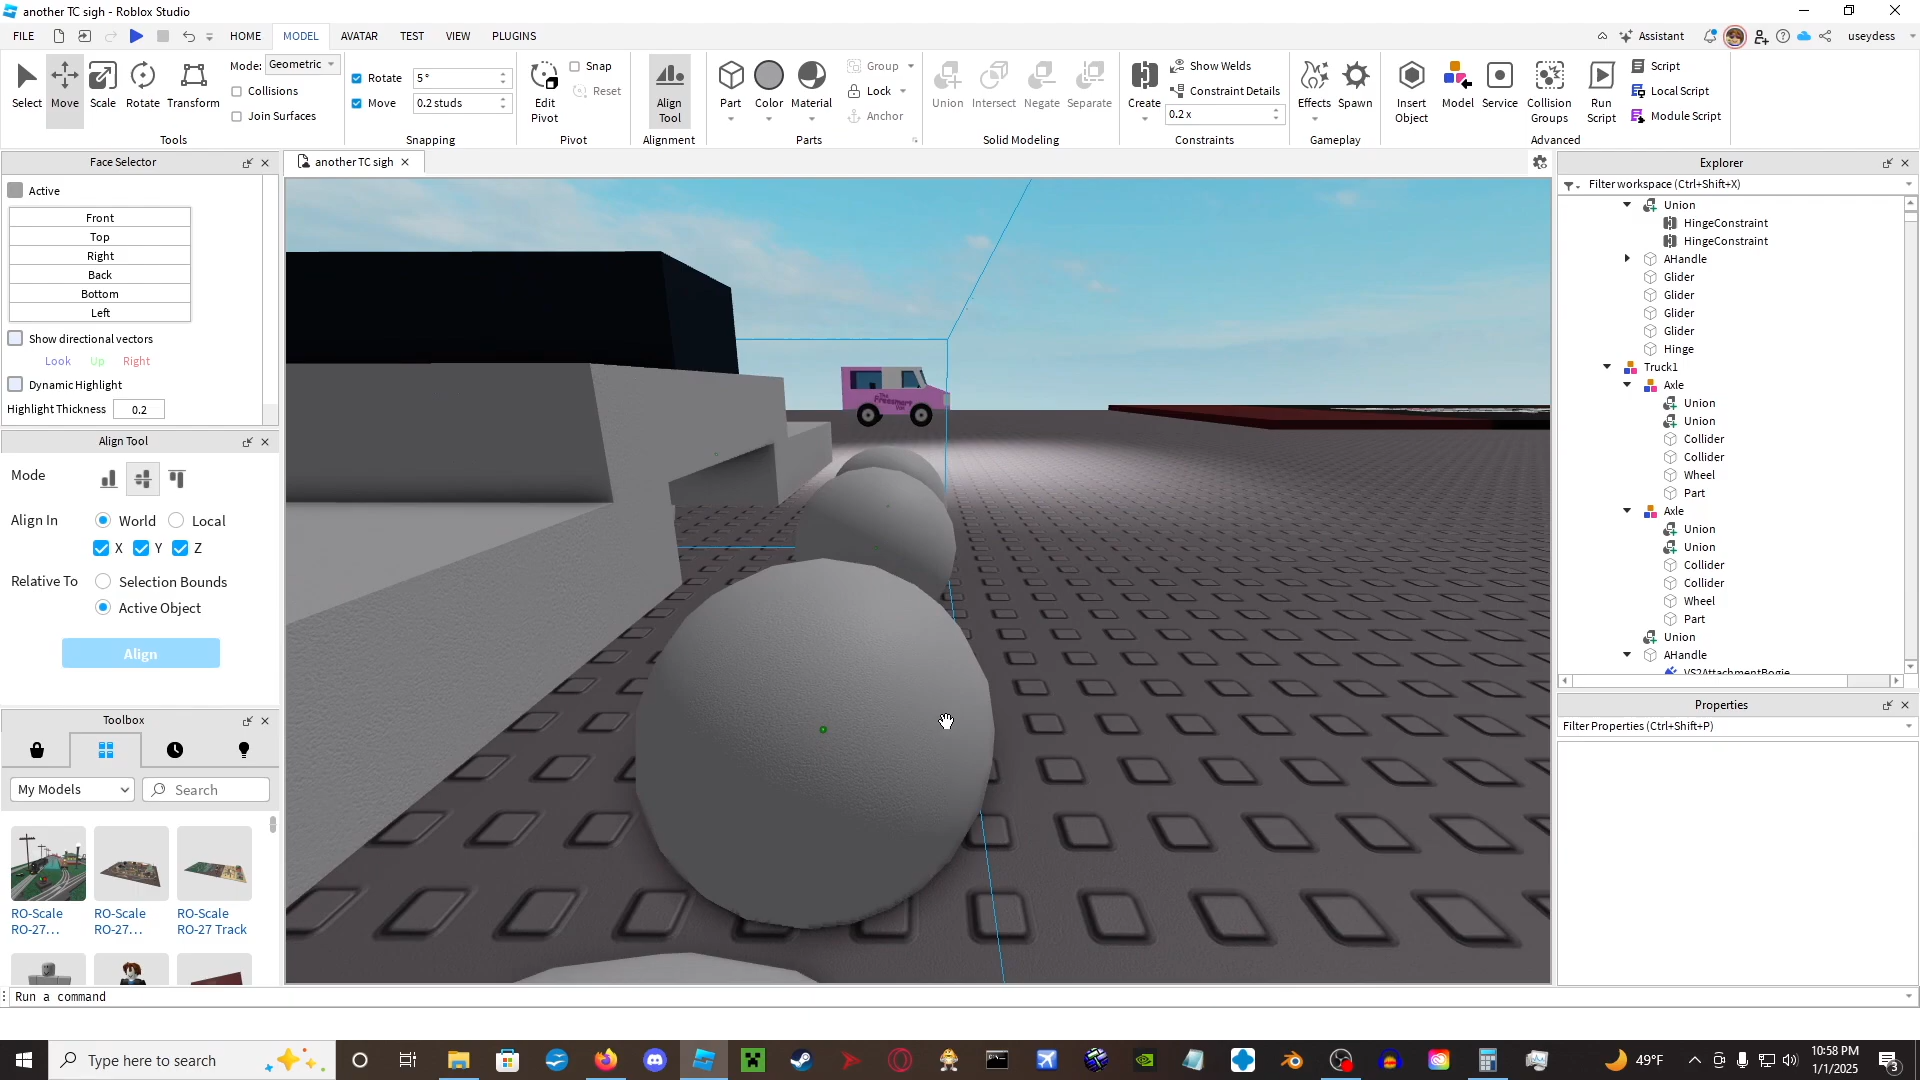 another TC sigh - Roblox Studio
FILE HOME MODEL AVATAR TEST VIEW PLUGINS Assistant useydess
Select Move Scale Rotate Transform
Mode: Geometric
Collisions
Join Surfaces
Tools
Rotate 5°
Move 0.2 studs
Snapping
Edit Pivot
Snap
Reset
Pivot
Align Tool
Alignment
Part Color Material
Group
Lock
Anchor
Parts
Union Intersect Negate Separate
Solid Modeling
Create
Show Welds
Constraint Details
0.2 x
Constraints
Effects Spawn
Gameplay
Insert Object
Model
Service
Collision Groups
Run Script
Script
Local Script
Module Script
Advanced
Face Selector
Active
Front
Top
Right
Back
Bottom
Left
Show directional vectors
Look Up Right
Dynamic Highlight
Highlight Thickness 0.2
Align Tool
Mode
Align In World Local
X Y Z
Relative To Selection Bounds
Active Object
Align
Toolbox
My Models Search
RO-Scale RO-27...
RO-Scale RO-27...
RO-Scale RO-27 Track
another TC sigh
The Freesmart Van
Explorer
Filter workspace (Ctrl+Shift+X)
Union
HingeConstraint
HingeConstraint
AHandle
Glider
Glider
Glider
Glider
Hinge
Truck1
Axle
Union
Union
Collider
Collider
Wheel
Part
Axle
Union
Union
Collider
Collider
Wheel
Part
Union
AHandle
VS2AttachmentBogie
Properties
Filter Properties (Ctrl+Shift+P)
Run a command
Type here to search
49°F
10:58 PM
1/1/2025
3